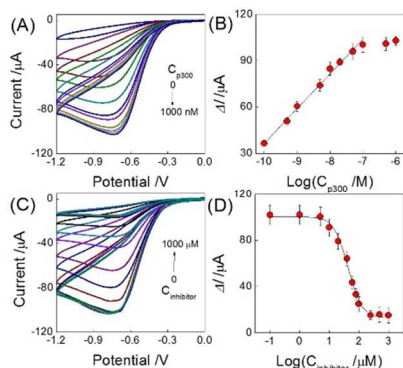 (A)
0
-40
-80
-120
Current /μA
C p300
0
1000 nM
-1.2 -0.9 -0.6 -0.3 0.0
Potential /V
(B)
120
90
60
30
ΔI /μA
-10 -9 -8 -7 -6
Log(C p300 /M)
(C)
0
-40
-80
-120
Current /μA
1000 μM
0
C inhibitor
-1.2 -0.9 -0.6 -0.3 0.0
Potential /V
(D)
120
80
40
0
ΔI /μA
-1 0 1 2 3
Log(C inhibitor /μM)